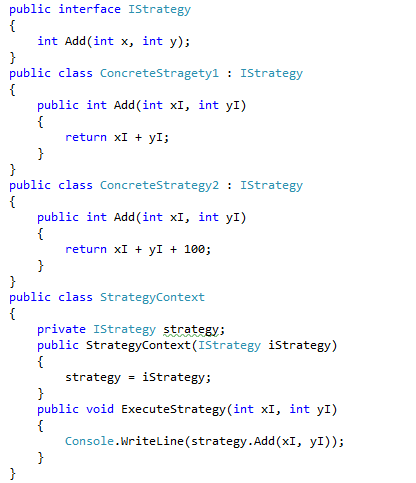 public interface IStrategy
{
    int Add(int x, int y);
}
public class ConcreteStragety1 : IStrategy
{
    public int Add(int xI, int yI)
    {
        return xI + yI;
    }
}
public class ConcreteStrategy2 : IStrategy
{
    public int Add(int xI, int yI)
    {
        return xI + yI + 100;
    }
}
public class StrategyContext
{
    private IStrategy strategy;
    public StrategyContext(IStrategy iStrategy)
    {
        strategy = iStrategy;
    }
    public void ExecuteStrategy(int xI, int yI)
    {
        Console.WriteLine(strategy.Add(xI, yI));
    }
}